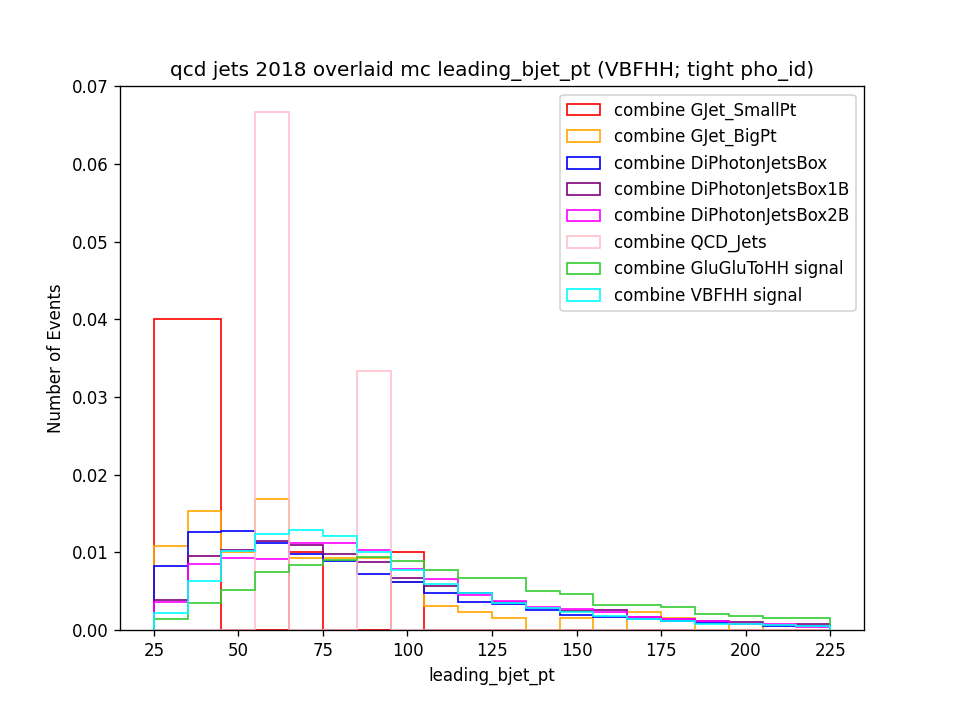 qcd jets 2018 overlaid mc leading_bjet_pt (VBFHH; tight pho_id)
0.07
0.06
0.05
0.04
0.03
0.02
0.01
0.00
Number of Events
combine GJet_SmallPt
combine GJet_BigPt
combine DiPhotonJetsBox
combine DiPhotonJetsBox1B
combine DiPhotonJetsBox2B
combine QCD_Jets
combine GluGluToHH signal
combine VBFHH signal
25 50 75 100 125 150 175 200 225
leading_bjet_pt